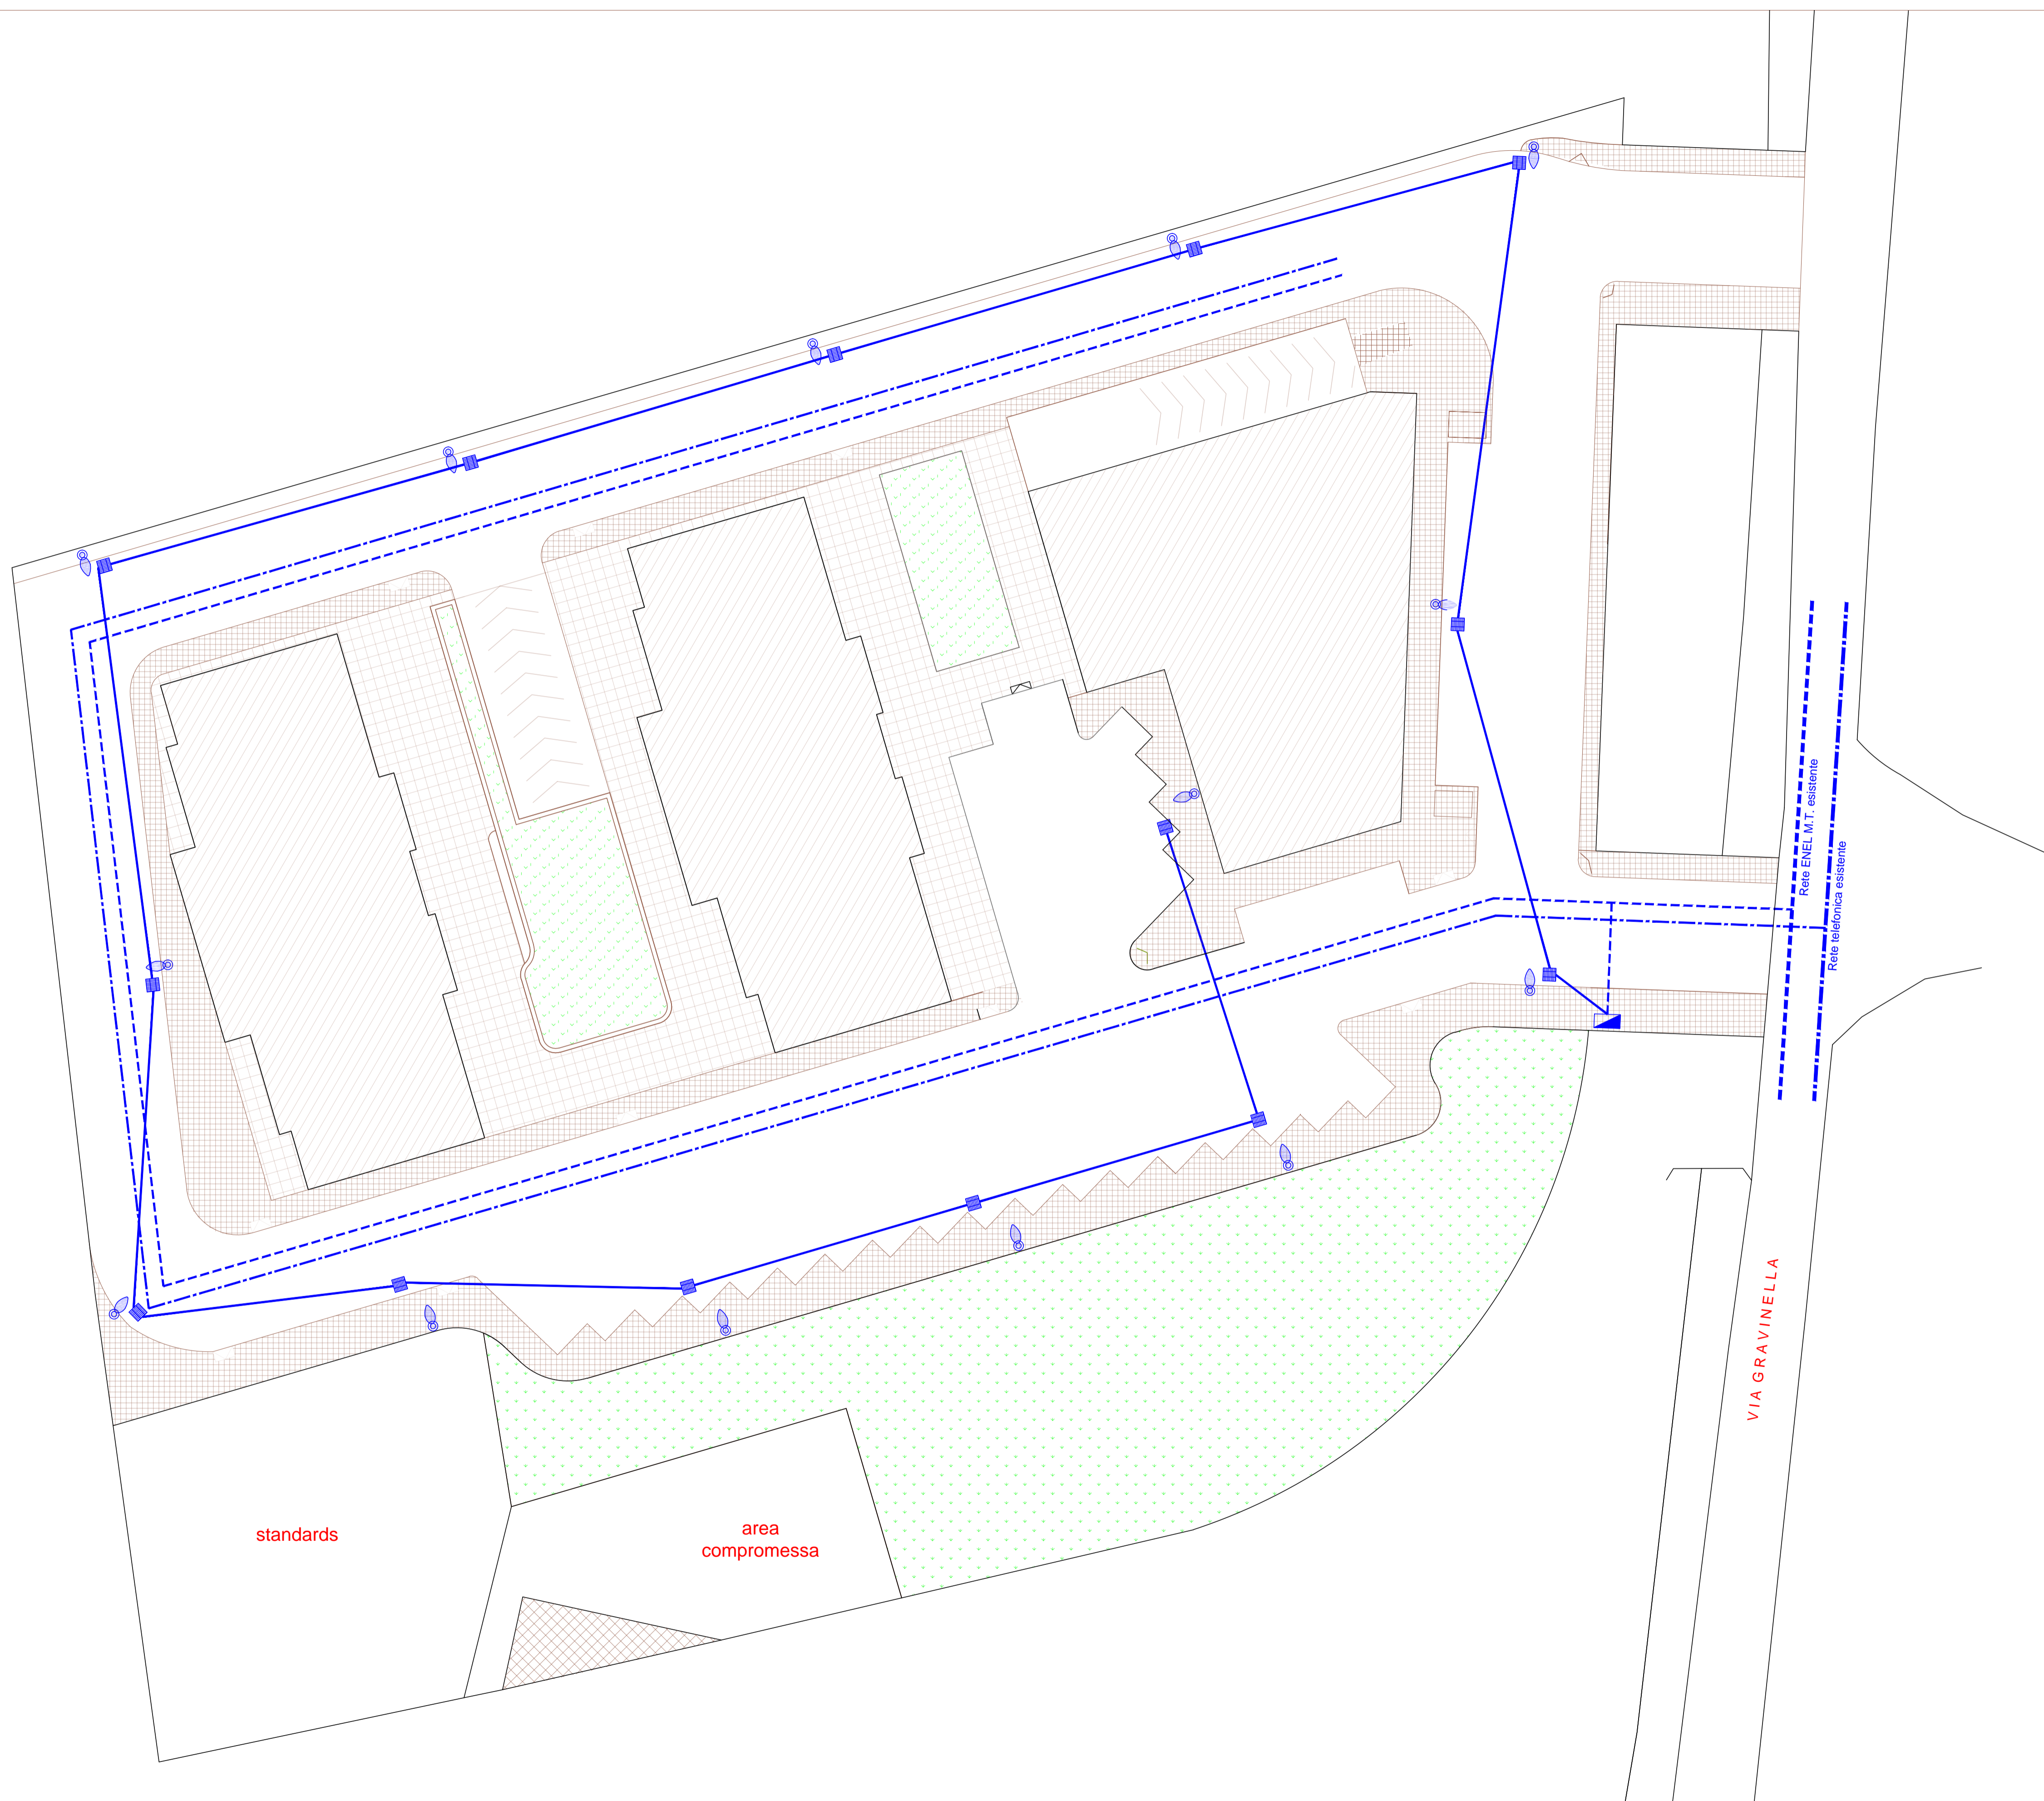 Rete ENEL M.T. esistente
Rete telefonica esistente
VIA GRAVINELLA
standards
area
compromessa